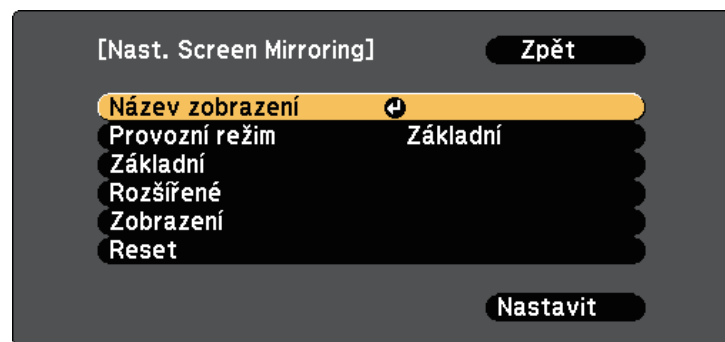 [Nast. Screen Mirroring] Zpět
Název zobrazení
Provozní režim Základní
Základní
Rozšířené
Zobrazení
Reset
Nastavit